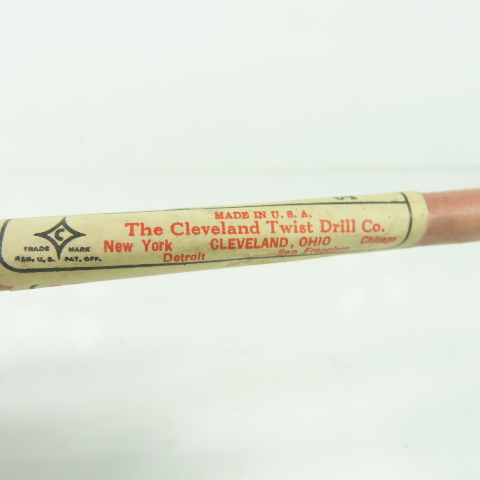 MADE IN U. S. A.
The Cleveland Twist Drill Co.
C
TRADE MARK
REG. U. S. PAT. OFF.
New York CLEVELAND, OHIO Chicago
Detroit San Francisco